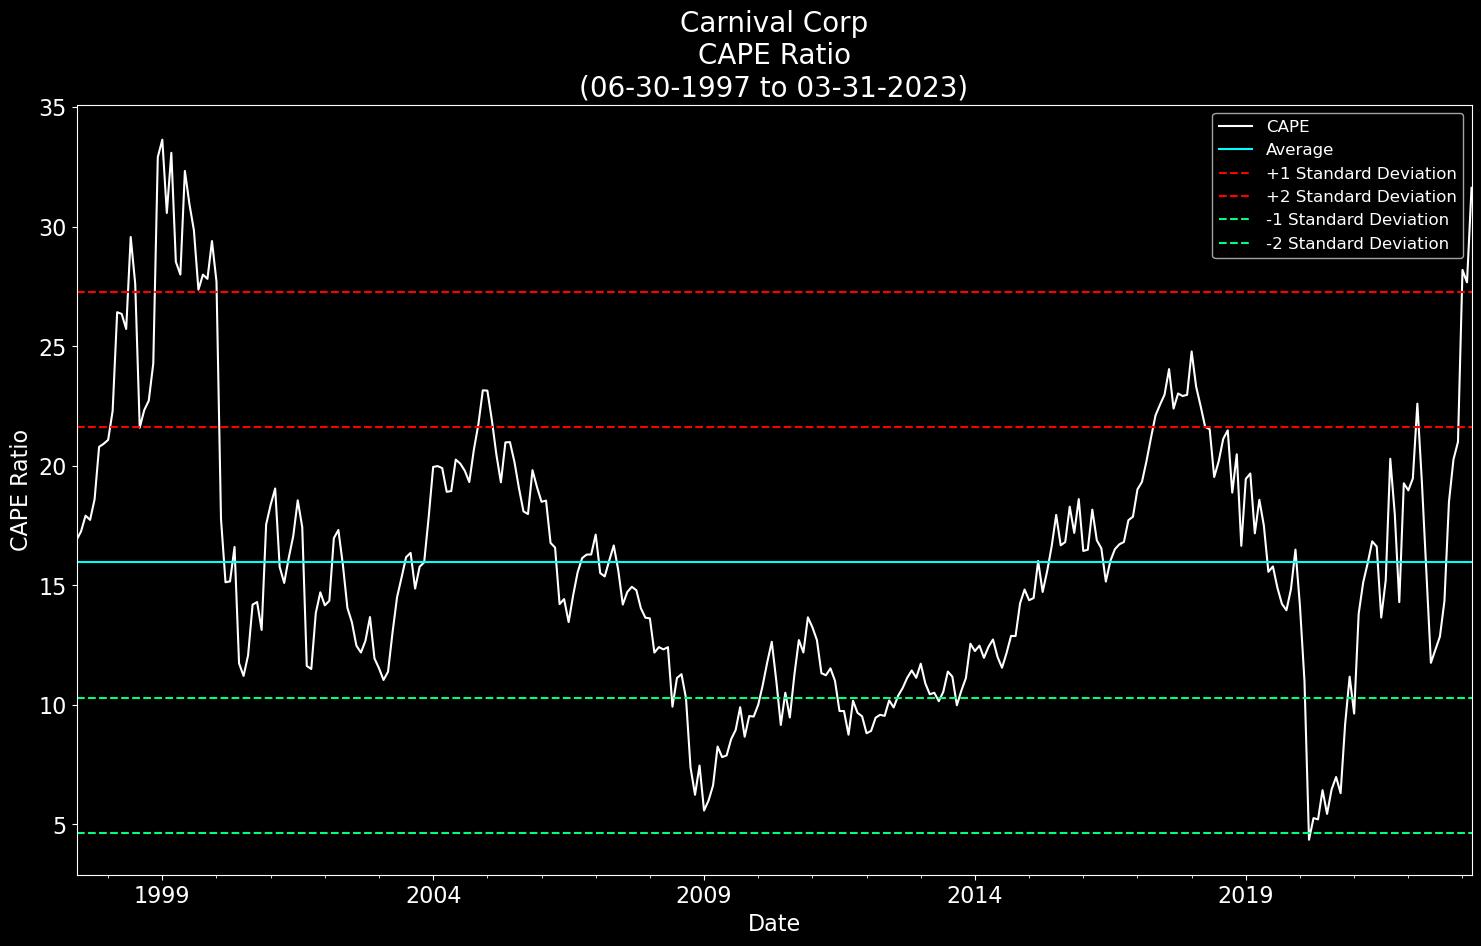 Carnival Corp
CAPE Ratio
(06-30-1997 to 03-31-2023)
CAPE
Average
+1 Standard Deviation
+2 Standard Deviation
-1 Standard Deviation
-2 Standard Deviation
35
30
25
20
15
10
5
CAPE Ratio
1999
2004
2009
2014
2019
Date